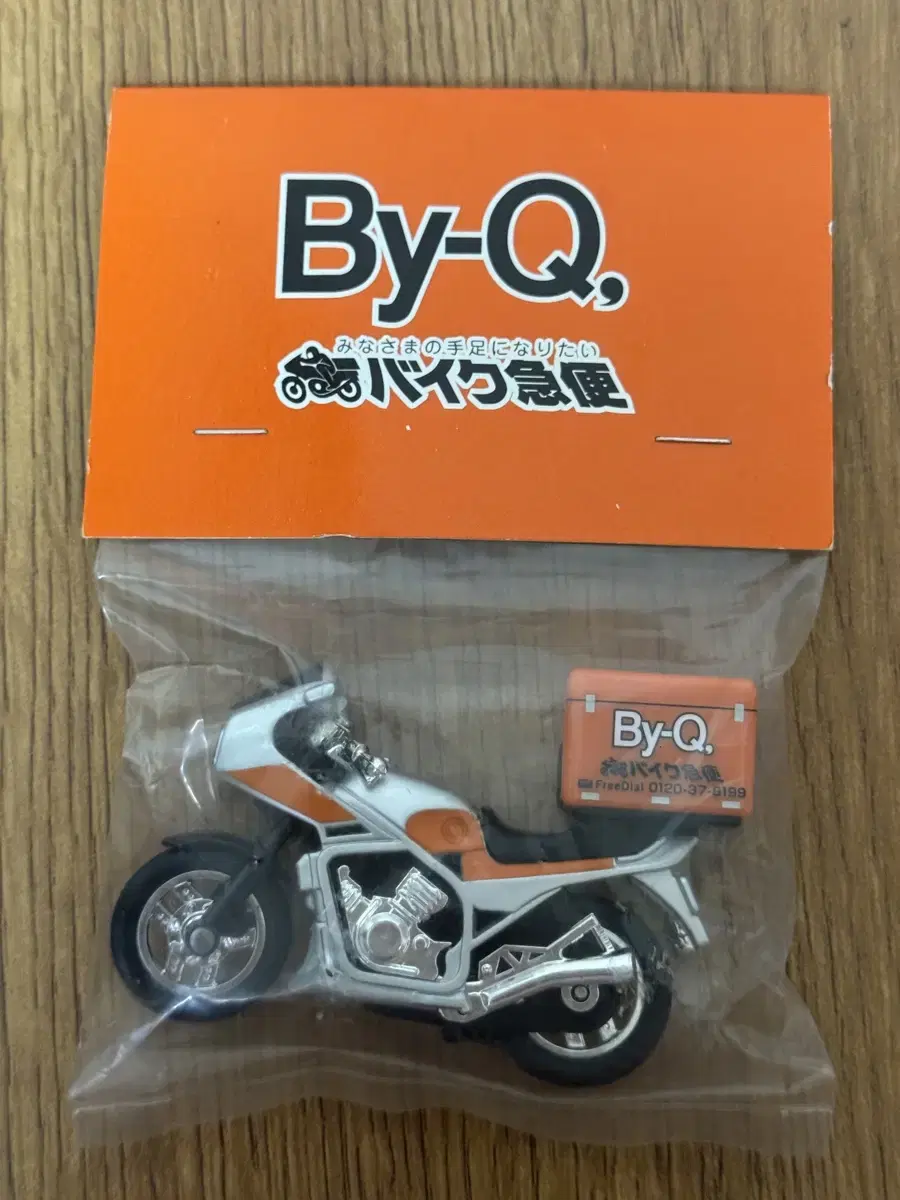 By-Q,
みなさまの手足になりたい
バイク急便
By-Q,
バイク急便
FreeDial 0120-37-8199